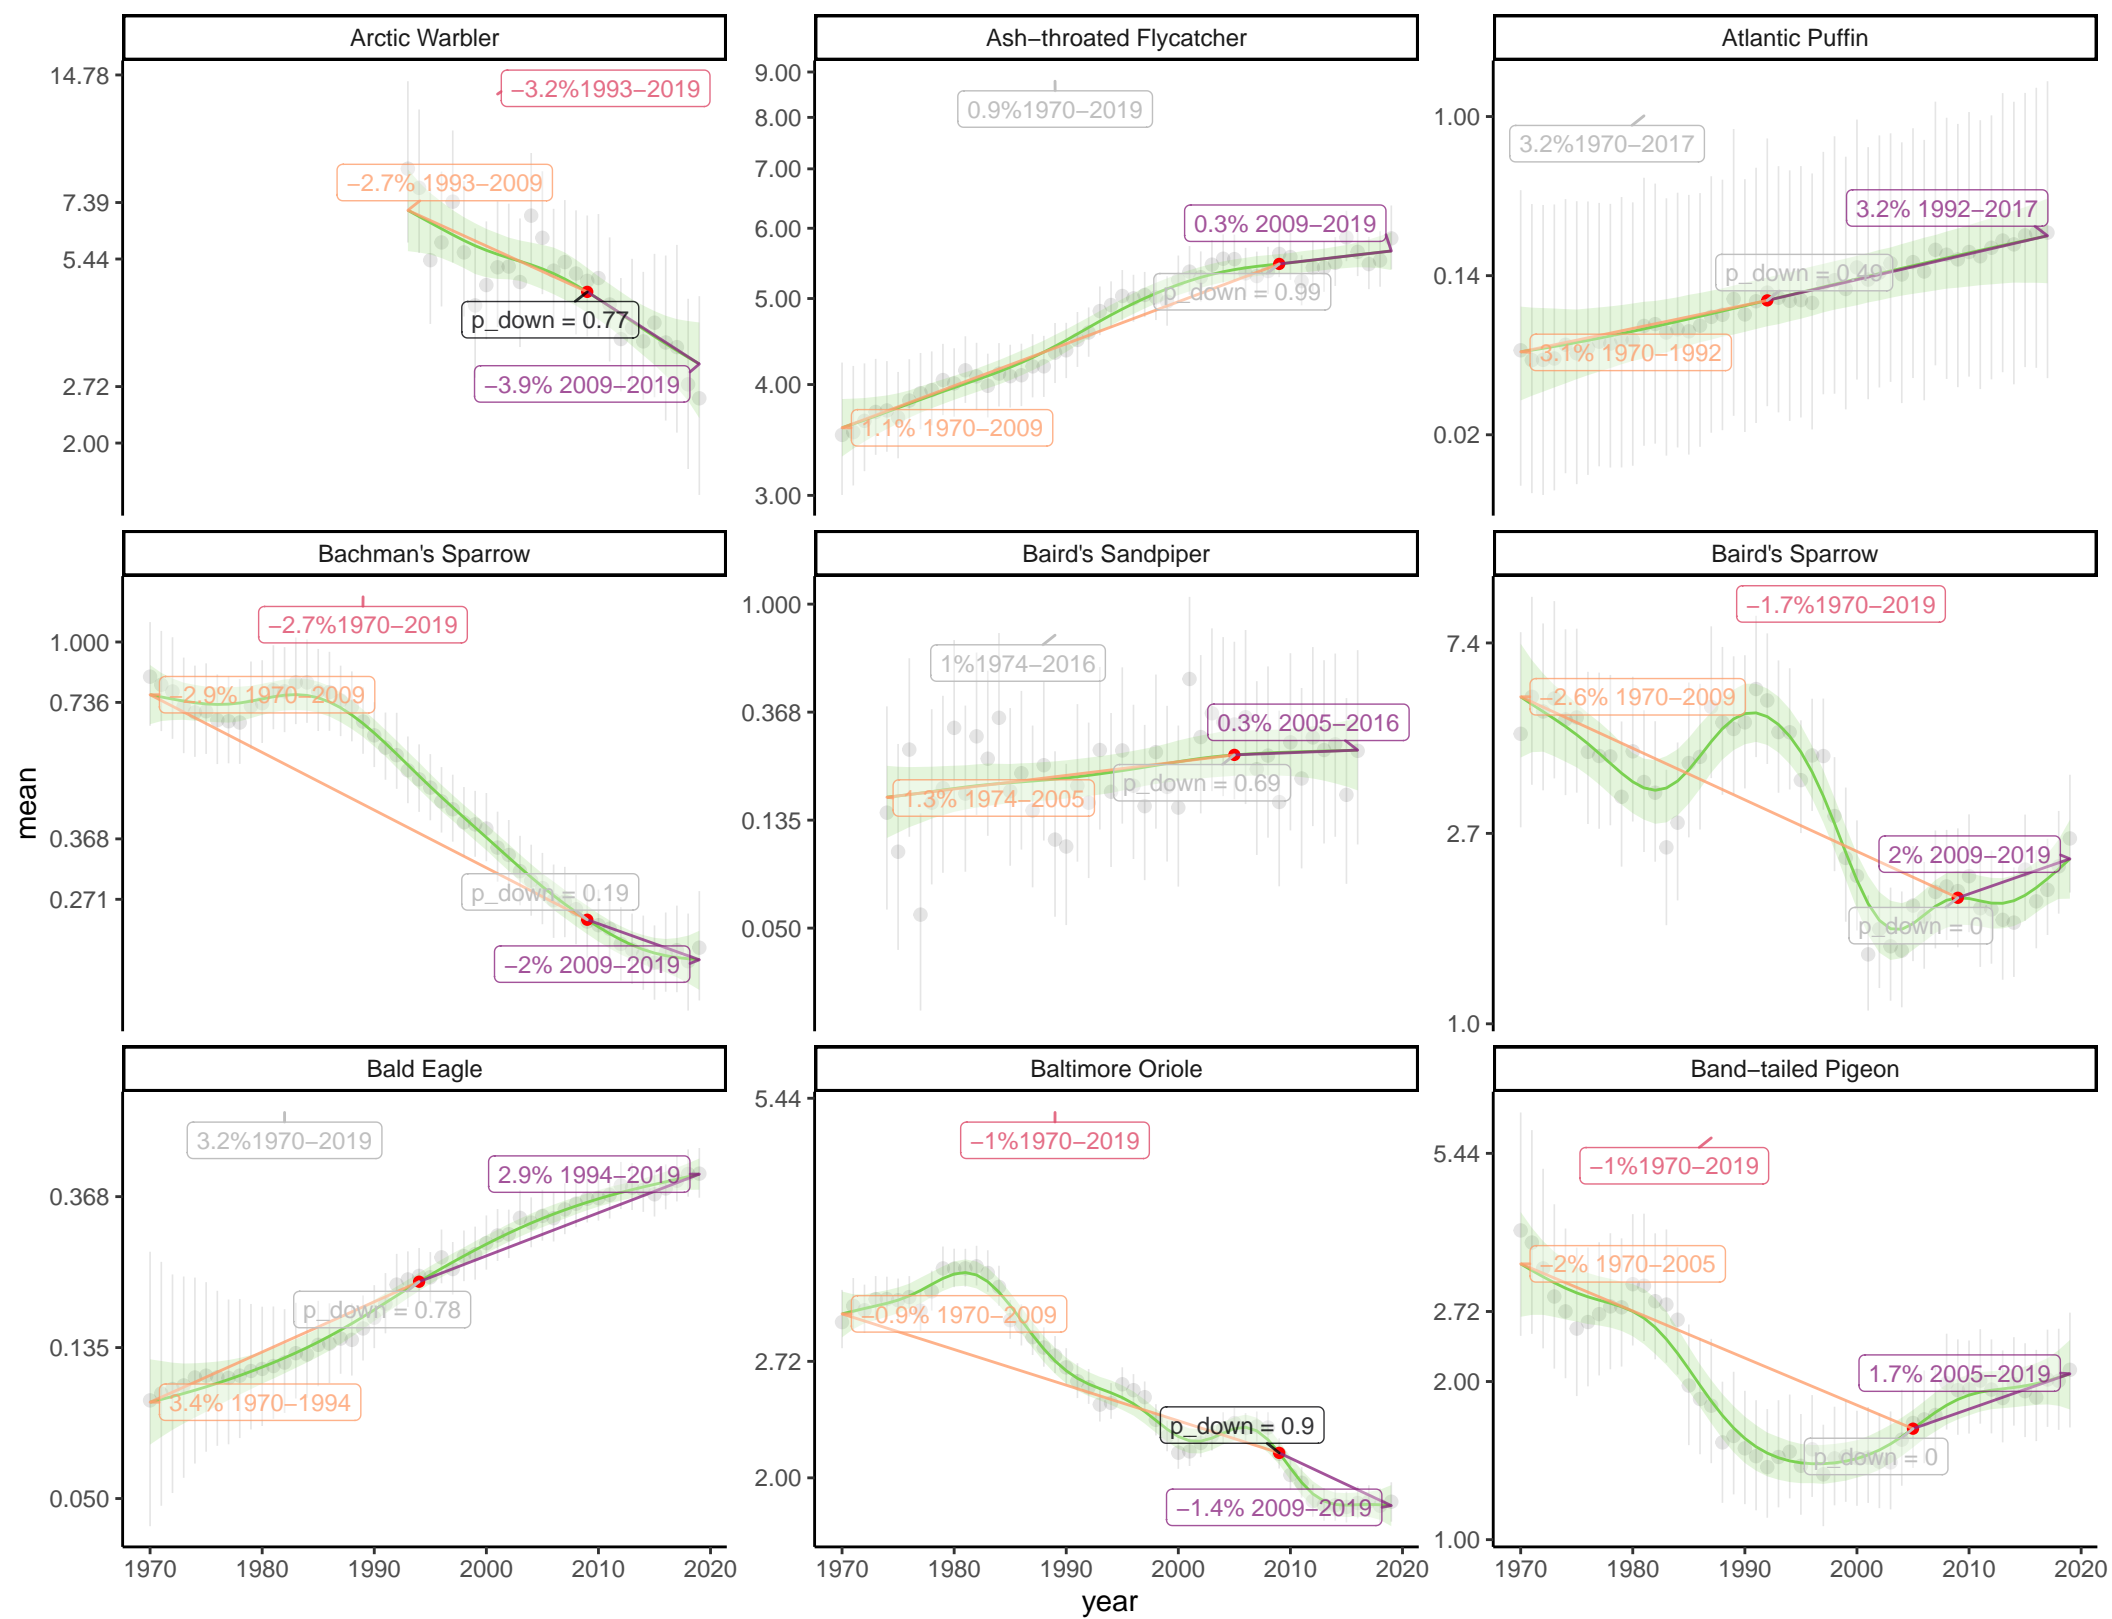 Arctic Warbler
14.78
7.39
5.44
2.72
2.00
−3.2%1993−2019
−2.7% 1993−2009
p_down = 0.77
−3.9% 2009−2019
Ash−throated Flycatcher
9.00
8.00
7.00
6.00
5.00
4.00
3.00
0.9%1970−2019
0.3% 2009−2019
p_down = 0.99
1.1% 1970−2009
Atlantic Puffin
1.00
0.14
0.02
3.2%1970−2017
3.2% 1992−2017
p_down = 0.49
3.1% 1970−1992
mean
Bachman's Sparrow
1.000
0.736
0.368
0.271
−2.7%1970−2019
−2.9% 1970−2009
p_down = 0.19
−2% 2009−2019
Baird's Sandpiper
1.000
0.368
0.135
0.050
1%1974−2016
0.3% 2005−2016
p_down = 0.69
1.3% 1974−2005
Baird's Sparrow
7.4
2.7
1.0
−1.7%1970−2019
−2.6% 1970−2009
2% 2009−2019
p_down = 0
Bald Eagle
0.368
0.135
0.050
3.2%1970−2019
2.9% 1994−2019
p_down = 0.78
3.4% 1970−1994
1970 1980 1990 2000 2010 2020
Baltimore Oriole
5.44
2.72
2.00
−1%1970−2019
−0.9% 1970−2009
p_down = 0.9
−1.4% 2009−2019
1970 1980 1990 2000 2010 2020
Band−tailed Pigeon
5.44
2.72
2.00
1.00
−1%1970−2019
−2% 1970−2005
1.7% 2005−2019
p_down = 0
1970 1980 1990 2000 2010 2020
year